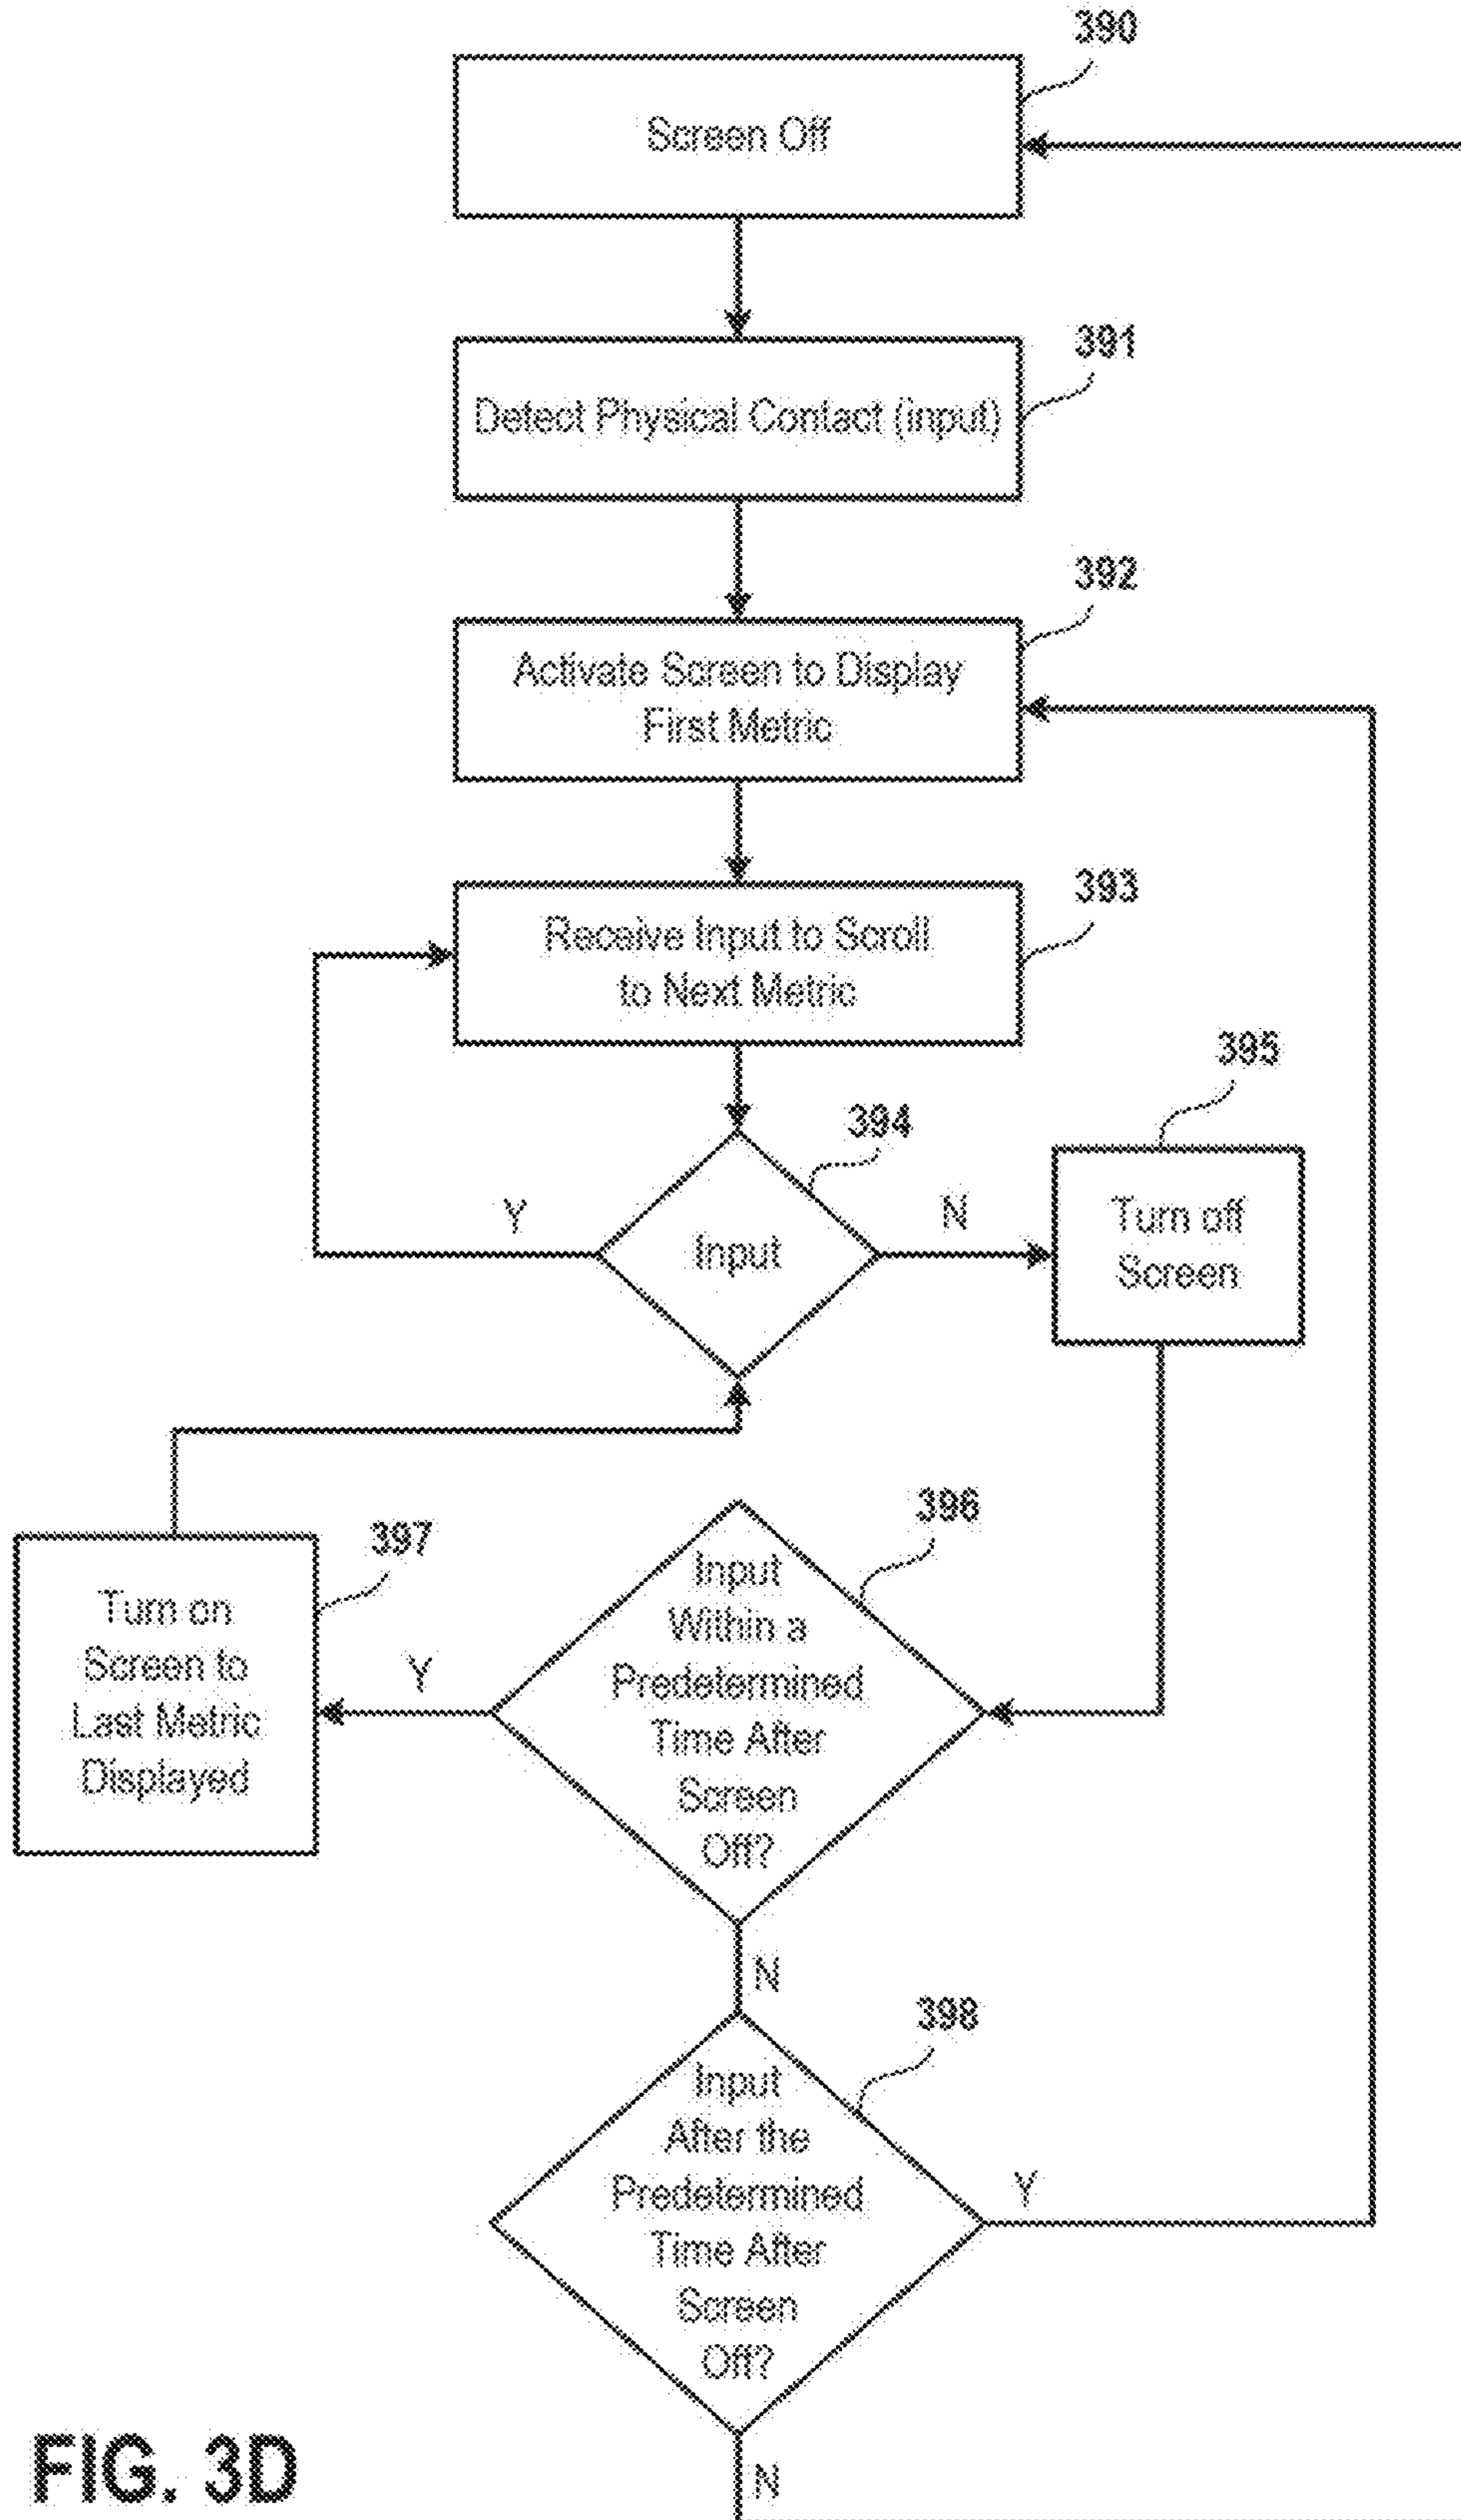 390
Screen Off
391
Detect Physical Contact (input)
392
Activate Screen to Display
First Metric
393
Receive Input to Scroll
to Next Metric
394
395
Y
Input
N
Turn off
Screen
396
397
Input
Within a
Predetermined
Time After
Screen
Off?
Y
Turn on
Screen to
Last Metric
Displayed
N
398
Input
After the
Predetermined
Time After
Screen
Off?
Y
N
FIG. 3D